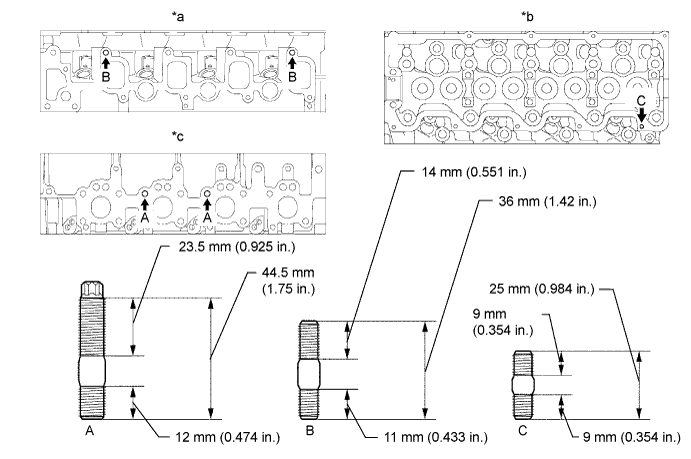 *a
*b
B
B
C
*c
A
A
14 mm (0.551 in.)
36 mm (1.42 in.)
23.5 mm (0.925 in.)
44.5 mm
(1.75 in.)
25 mm (0.984 in.)
9 mm
(0.354 in.)
12 mm (0.474 in.)
11 mm (0.433 in.)
9 mm (0.354 in.)
A
B
C